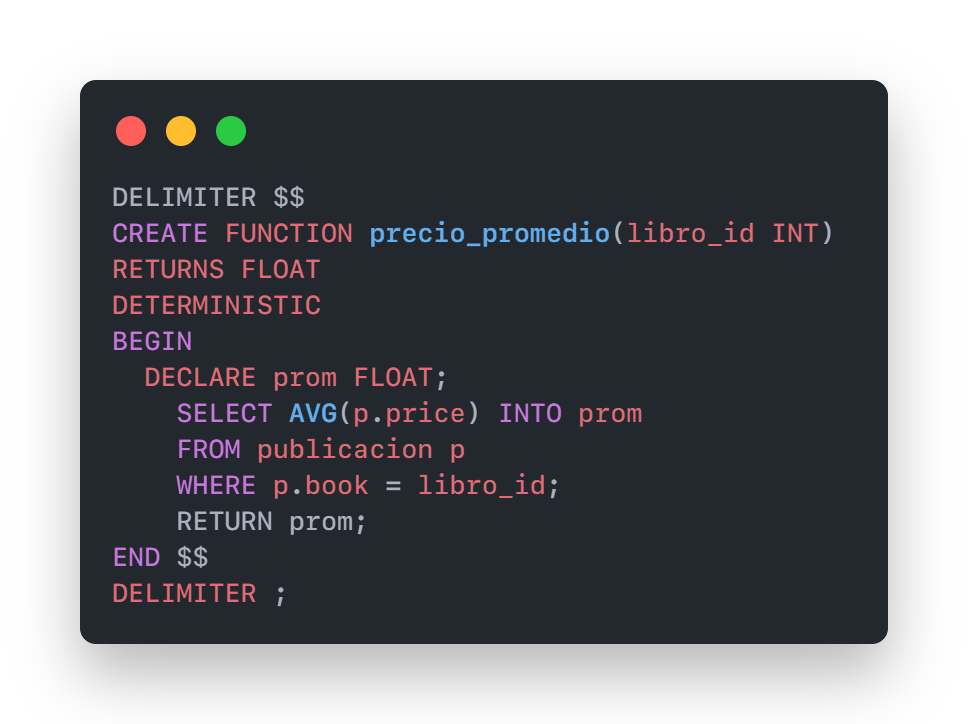 DELIMITER $$
CREATE FUNCTION precio_promedio(libro_id INT)
RETURNS FLOAT
DETERMINISTIC
BEGIN
  DECLARE prom FLOAT;
    SELECT AVG(p.price) INTO prom
    FROM publicacion p
    WHERE p.book = libro_id;
    RETURN prom;
END $$
DELIMITER ;